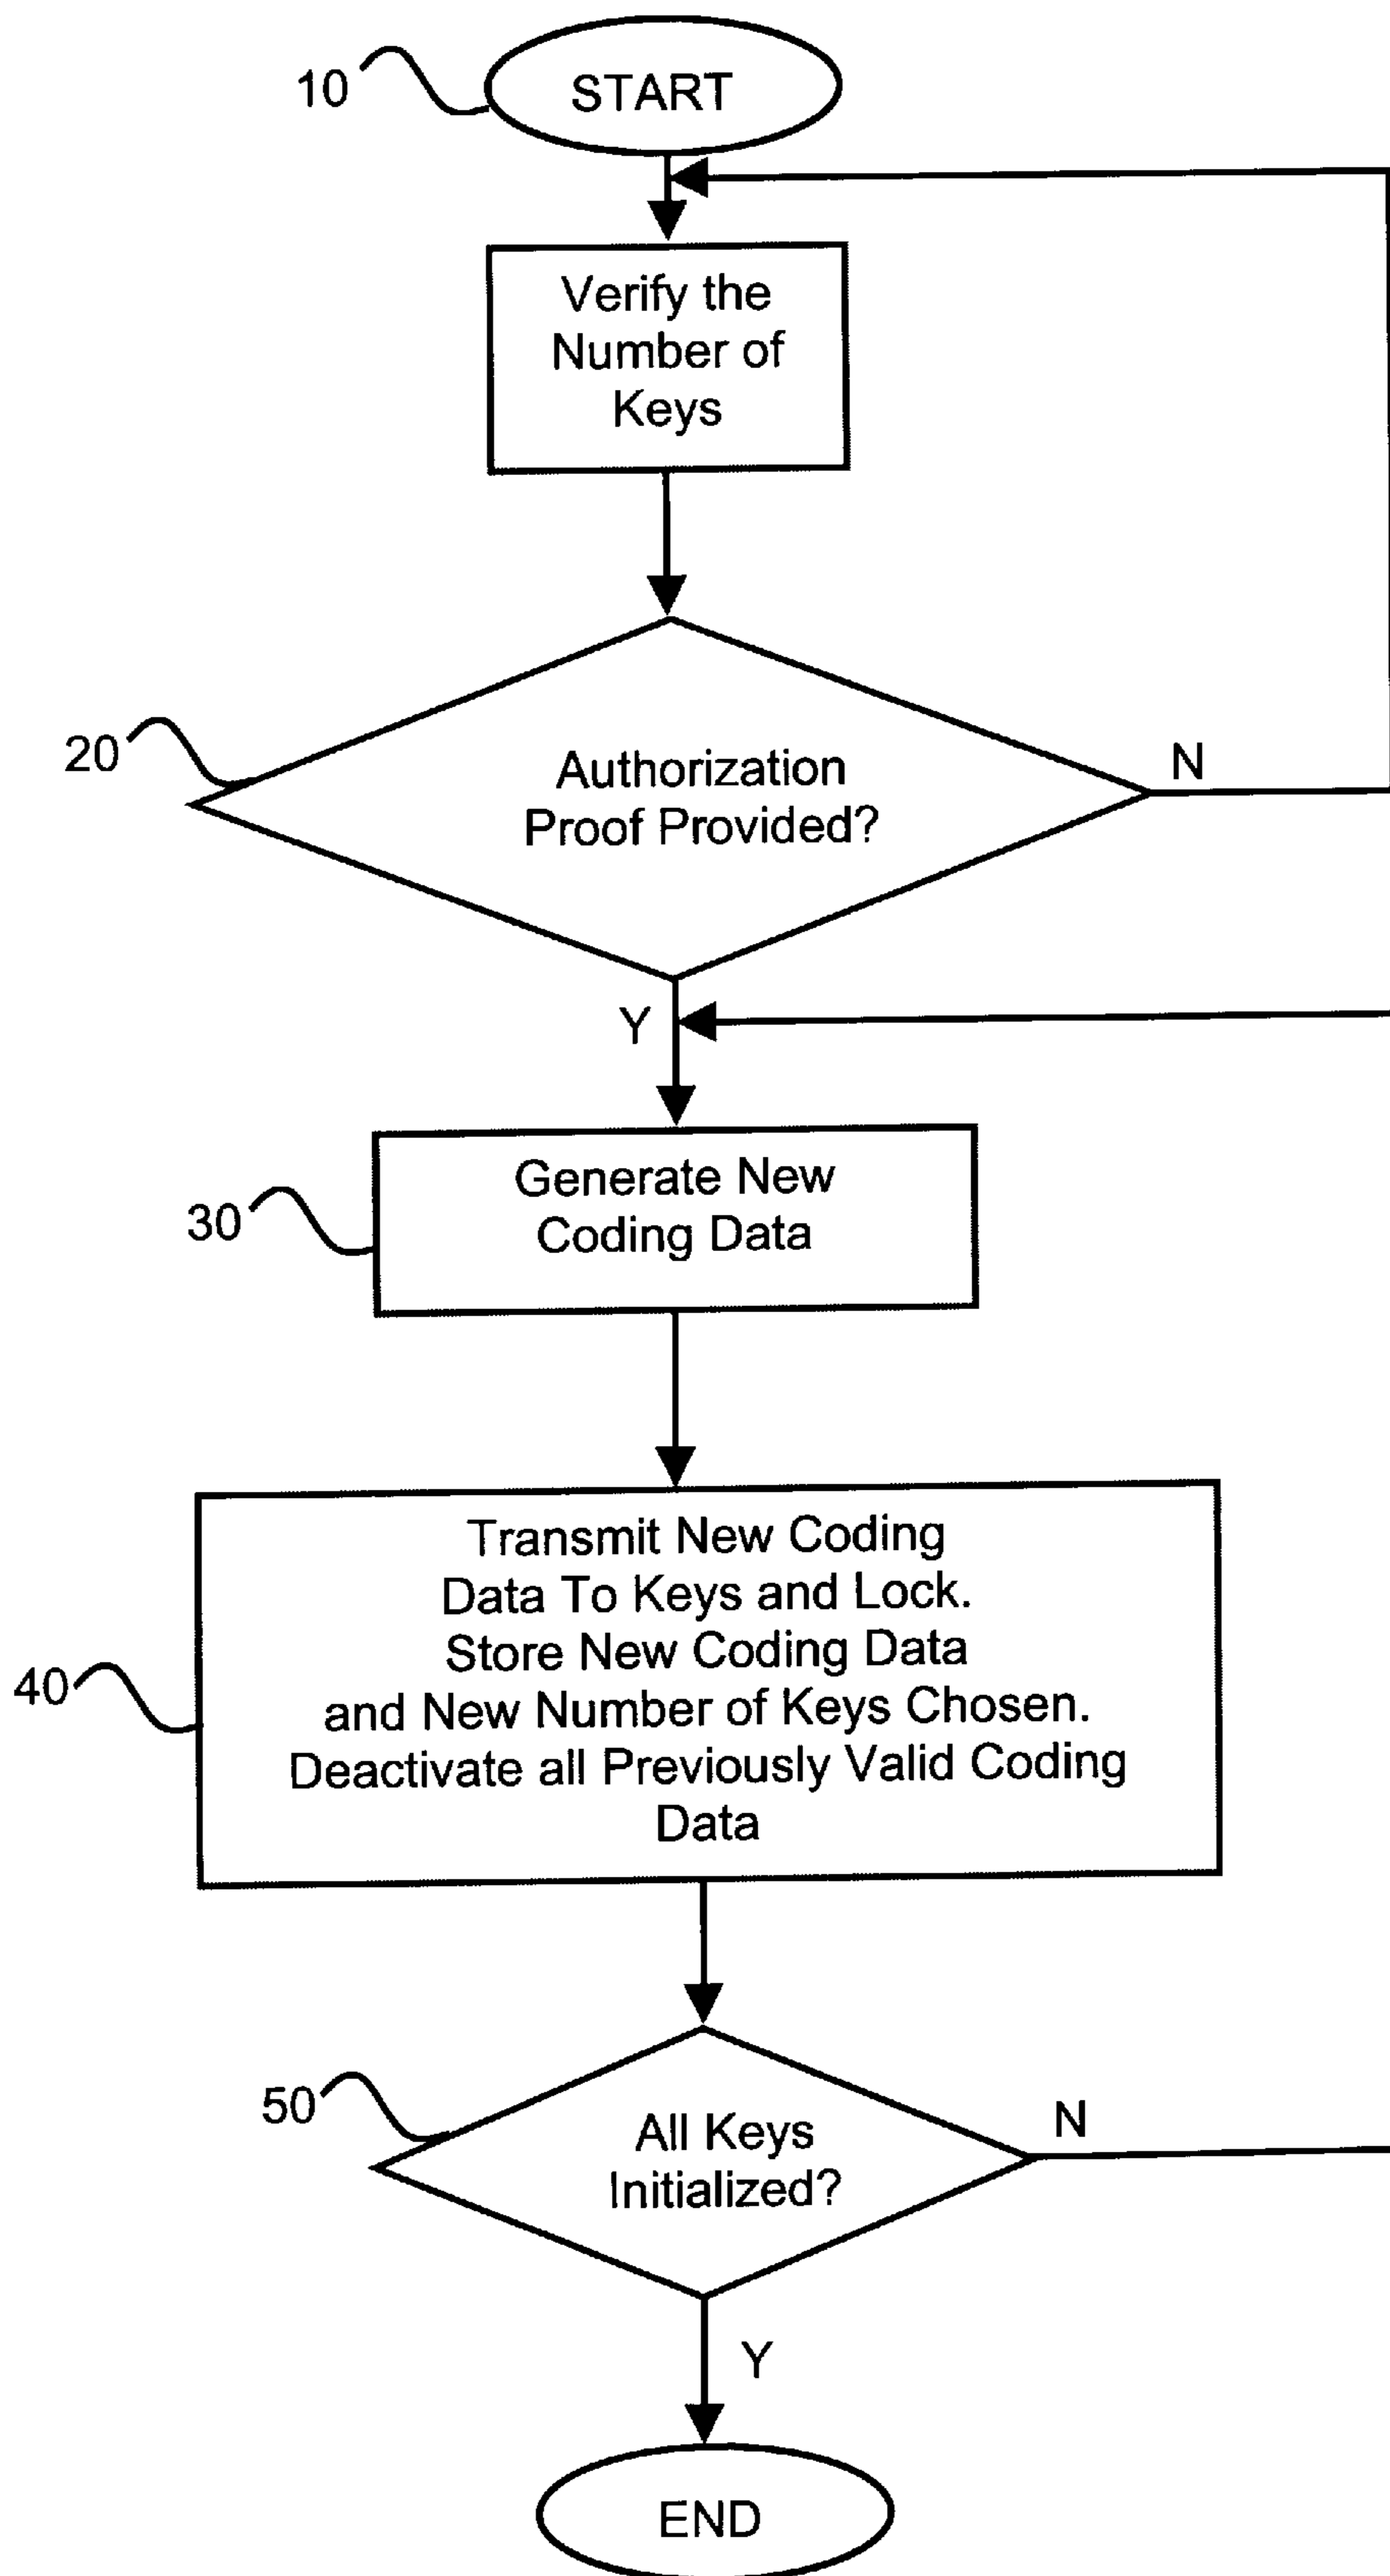 10
START
Verify the
Number of
Keys
20
Authorization
Proof Provided?
N
Y
30
Generate New
Coding Data
40
Transmit New Coding
Data To Keys and Lock.
Store New Coding Data
and New Number of Keys Chosen.
Deactivate all Previously Valid Coding
Data
50
All Keys
Initialized?
N
Y
END